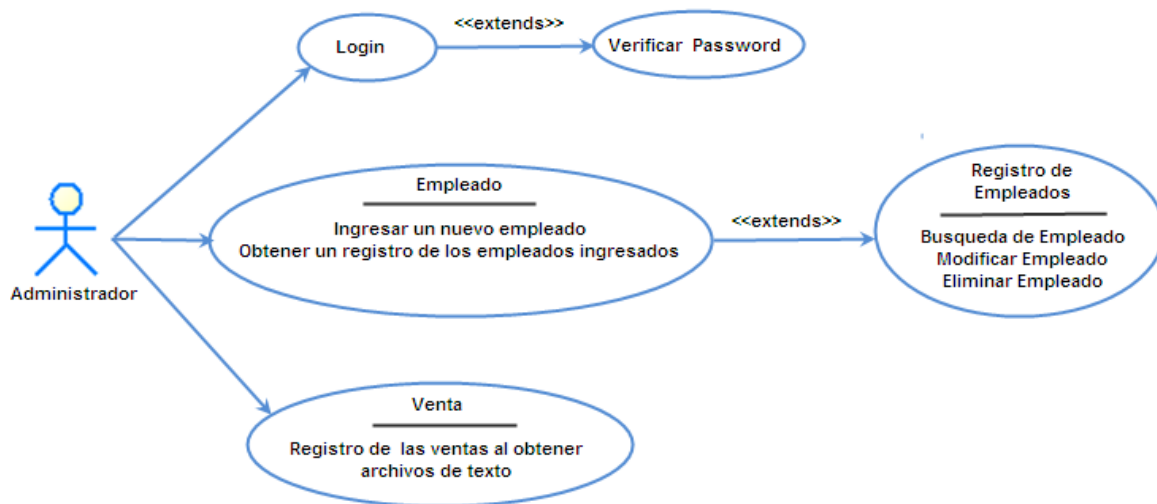 <<extends>>
Login
Verificar Password
Empleado
Ingresar un nuevo empleado
Obtener un registro de los empleados ingresados
<<extends>>
Registro de
Empleados
Busqueda de Empleado
Modificar Empleado
Eliminar Empleado
Administrador
Venta
Registro de las ventas al obtener
archivos de texto